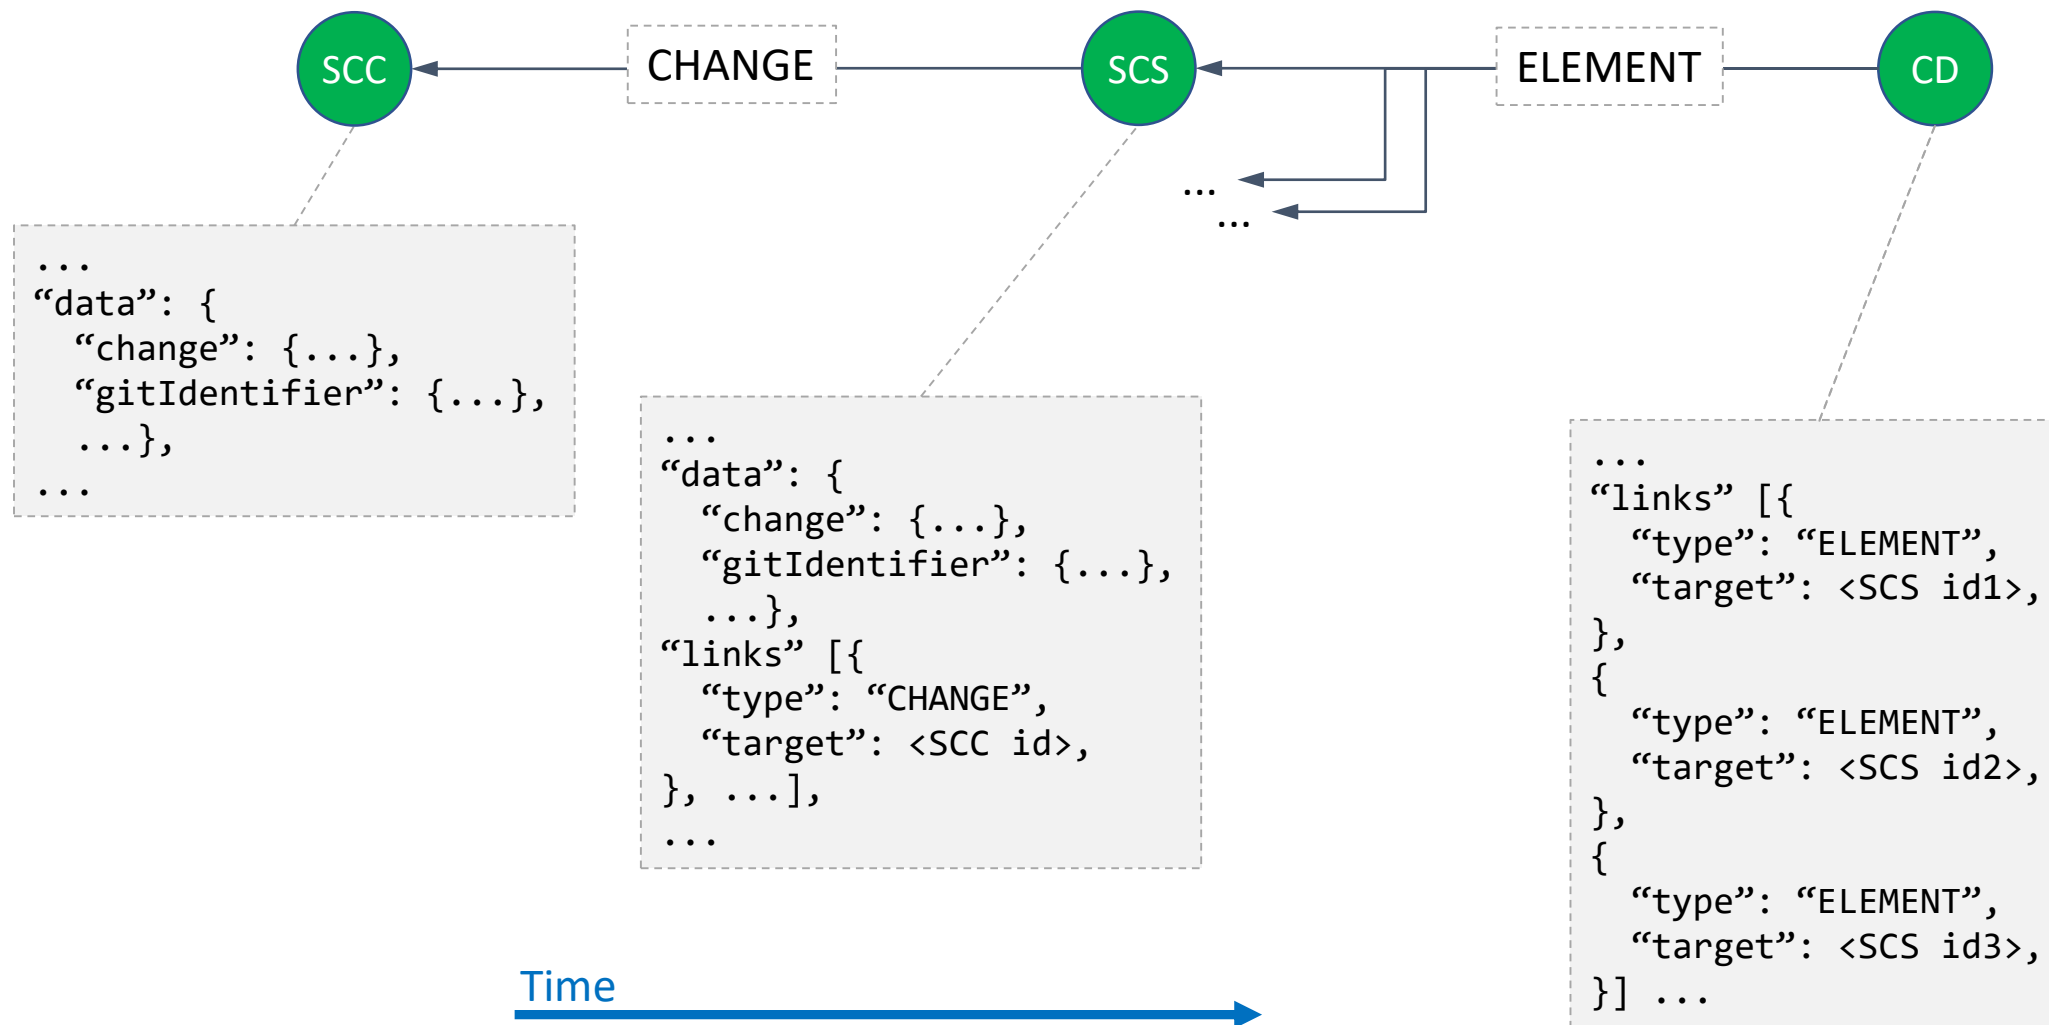 SCC
CHANGE
SCS
ELEMENT
CD
...
...
...
“data”: {
“change”: {...},
“gitIdentifier”: {...},
...},
...
...
“data”: {
“change”: {...},
“gitIdentifier”: {...},
...},
“links” [{
“type”: “CHANGE”,
“target”: <SCC id>,
}, ...],
...
...
“links” [{
“type”: “ELEMENT”,
“target”: <SCS id1>,
},
{
“type”: “ELEMENT”,
“target”: <SCS id2>,
},
{
“type”: “ELEMENT”,
“target”: <SCS id3>,
}] ...
Time